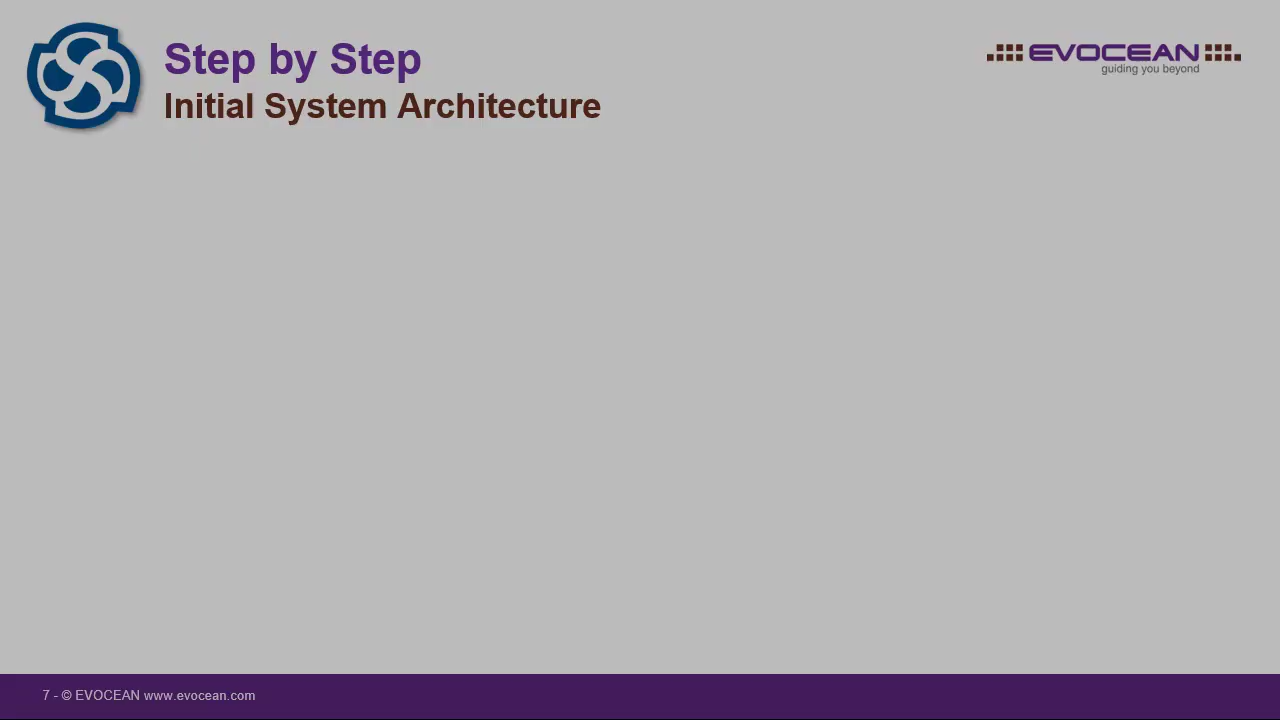 Step by Step
Initial System Architecture
EVOCEAN
guiding you beyond
7 - © EVOCEAN www.evocean.com